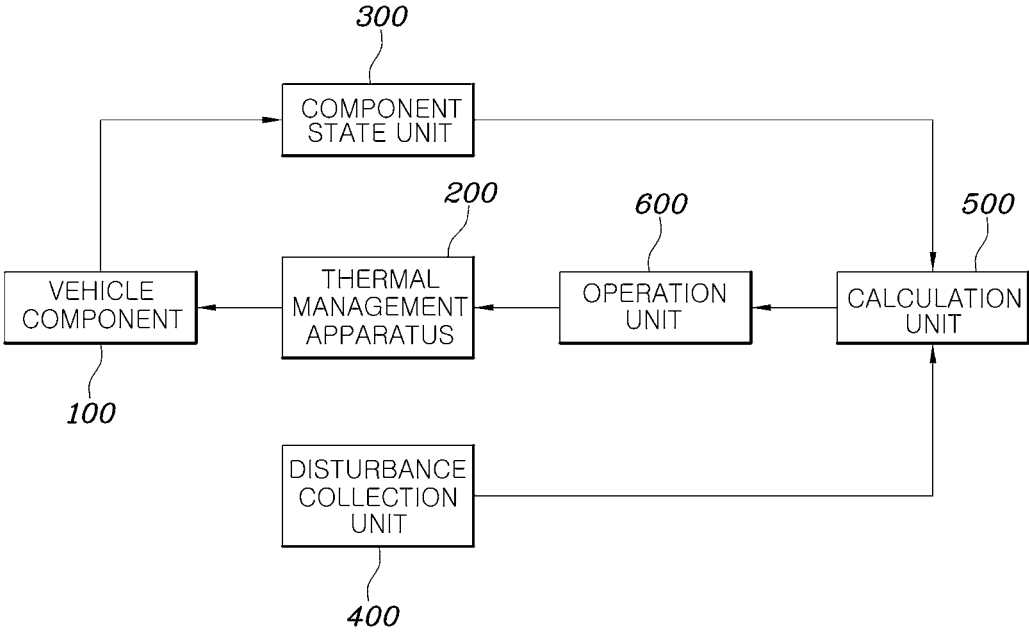 300
COMPONENT
STATE UNIT
200
600
500
VEHICLE
COMPONENT
THERMAL
MANAGEMENT
APPARATUS
OPERATION
UNIT
CALCULATION
UNIT
100
DISTURBANCE
COLLECTION
UNIT
400